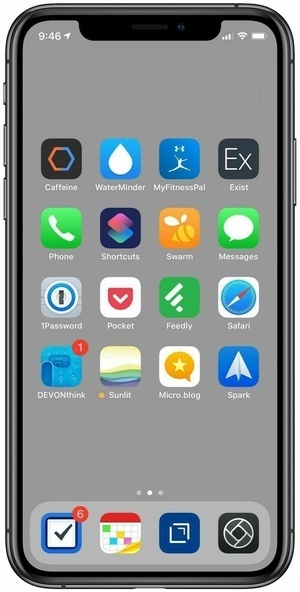 9:46
Caffeine WaterMinder MyFitnessPal Exist
Ex
Phone Shortcuts Swarm Messages
1Password Pocket Feedly Safari
1
DEVONthink Sunlit Micro.blog Spark
6